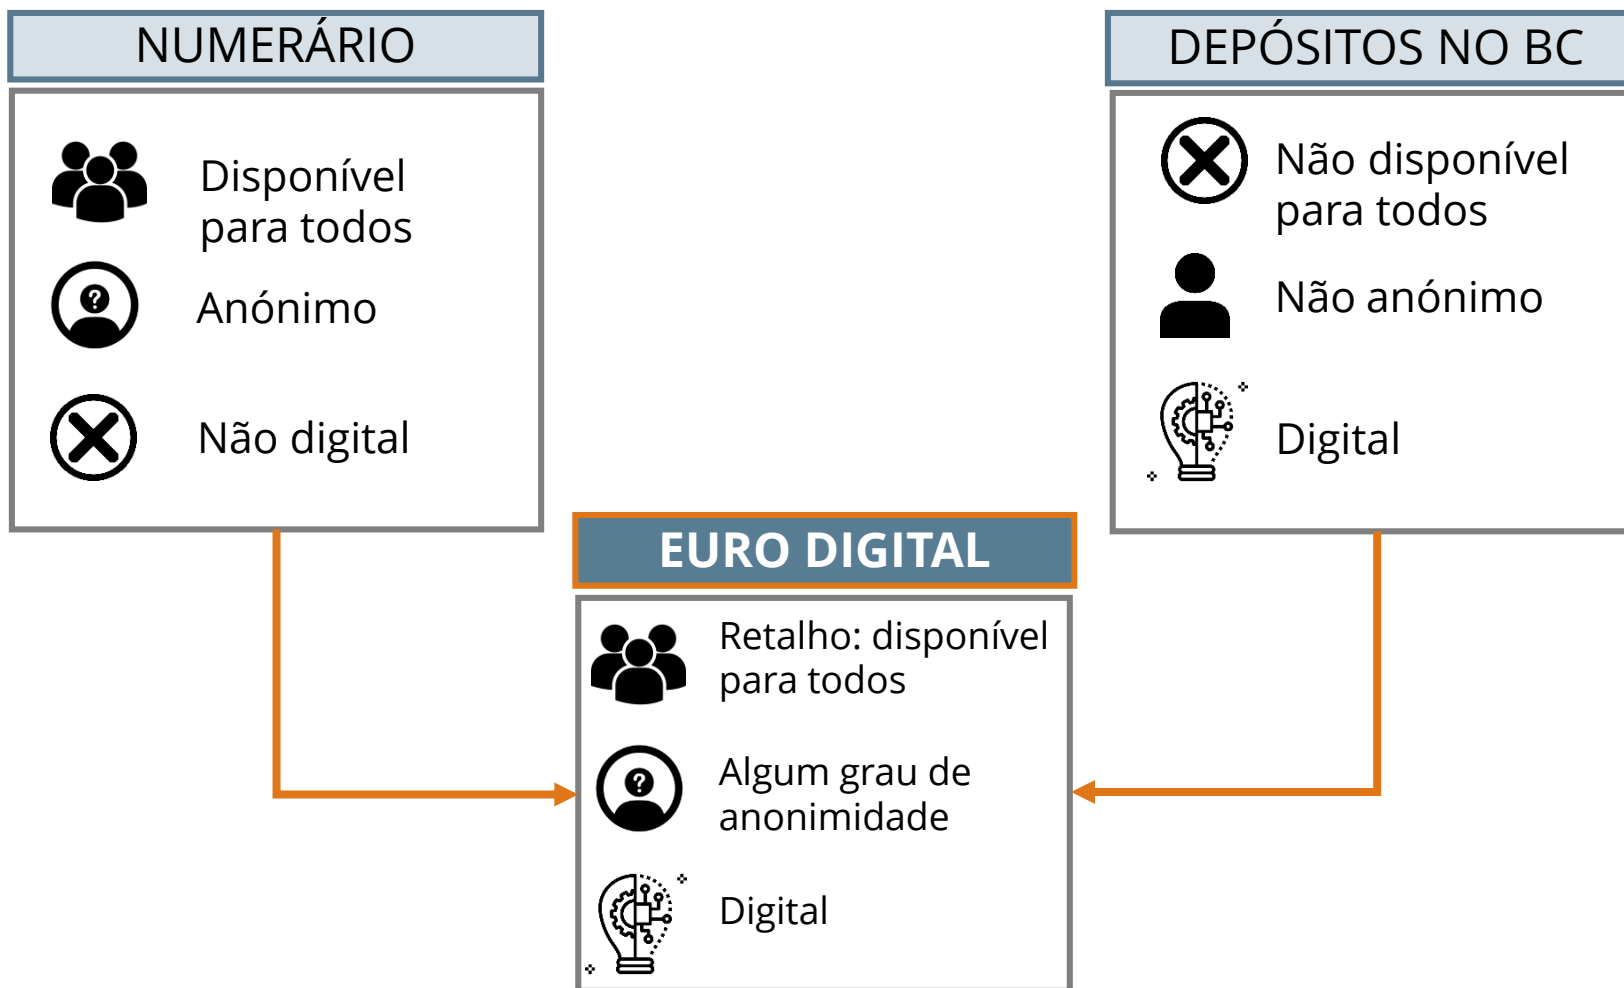 NUMERÁRIO
Disponível
para todos
Anónimo
Não digital
DEPÓSITOS NO BC
Não disponível
para todos
Não anónimo
Digital
EURO DIGITAL
Retalho: disponível
para todos
Algum grau de
anonimidade
Digital